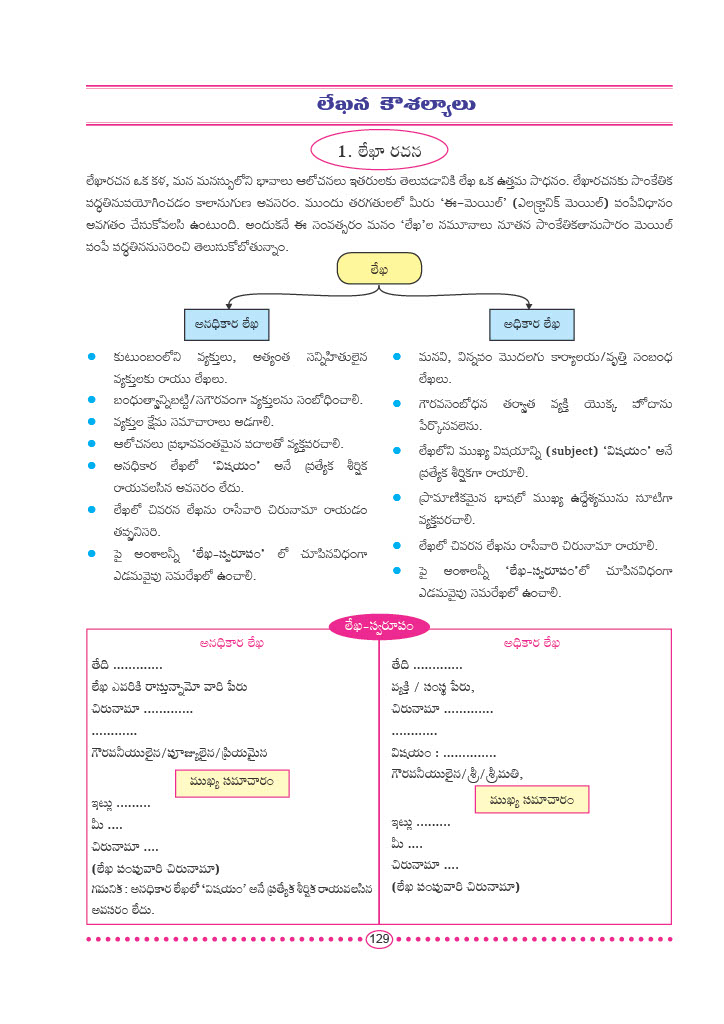 లేఖన కౌశల్యాలు
1. లేఖా రచన
లేఖారచన ఒక కళ, మన మనస్సులోని భావాలు ఆలోచనలు ఇతరులకు తెలుపడానికి లేఖ ఒక ఉత్తమ సాధనం. లేఖారచనకు సాంకేతిక
పద్ధతినుపయోగించడం కాలానుగుణ అవసరం. ముందు తరగతులలో మీరు ‘ఈ-మెయిల్’ (ఎలక్ట్రానిక్ మెయిల్) పంపేవిధానం
అవగతం చేసుకోవలసి ఉంటుంది. అందుకనే ఈ సంవత్సరం మనం ‘లేఖ’ల నమూనాలు నూతన సాంకేతికతానుసారం మెయిల్
పంపే పద్ధతిననుసరించి తెలుసుకోబోతున్నాం.
లేఖ
అనధికార లేఖ
• కుటుంబంలోని వ్యక్తులు, అత్యంత సన్నిహితులైన
వ్యక్తులకు రాయు లేఖలు.
• బంధుత్వాన్నిబట్టి/సగౌరవంగా వ్యక్తులను సంబోధించాలి.
• వ్యక్తుల క్షేమ సమాచారాలు అడగాలి.
• ఆలోచనలు ప్రభావవంతమైన పదాలతో వ్యక్తపరచాలి.
• అనధికార లేఖలో ‘విషయం’ అనే ప్రత్యేక శీర్షిక
రాయవలసిన అవసరం లేదు.
• లేఖలో చివరన లేఖను రాసేవారి చిరునామా రాయడం
తప్పనిసరి.
• పై అంశాలన్నీ ‘లేఖ-స్వరూపం’ లో చూపినవిధంగా
ఎడమవైపు సమరేఖలో ఉంచాలి.
అధికార లేఖ
• మనవి, విన్నపం మొదలగు కార్యాలయ/వృత్తి సంబంధ
లేఖలు.
• గౌరవసంబోధన తర్వాత వ్యక్తి యొక్క హోదాను
పేర్కొనవలెను.
• లేఖలోని ముఖ్య విషయాన్ని (subject) ‘విషయం’ అనే
ప్రత్యేక శీర్షికగా రాయాలి.
• ప్రామాణికమైన భాషలో ముఖ్య ఉద్దేశ్యమును సూటిగా
వ్యక్తపరచాలి.
• లేఖలో చివరన లేఖను రాసేవారి చిరునామా రాయాలి.
• పై అంశాలన్నీ ‘లేఖ-స్వరూపం’లో చూపినవిధంగా
ఎడమవైపు సమరేఖలో ఉంచాలి.
లేఖ-స్వరూపం
అనధికార లేఖ
తేది .............
లేఖ ఎవరికి రాస్తున్నామో వారి పేరు
చిరునామా .............
............
గౌరవనీయులైన/పూజ్యులైన/ప్రియమైన
ముఖ్య సమాచారం
ఇట్లు .........
మీ ....
చిరునామా ....
(లేఖ పంపువారి చిరునామా)
గమనిక : అనధికార లేఖలో ‘విషయం’ అనే ప్రత్యేక శీర్షిక రాయవలసిన
అవసరం లేదు.
అధికార లేఖ
తేది .............
వ్యక్తి / సంస్థ పేరు,
చిరునామా .............
............
విషయం : ..............
గౌరవనీయులైన/శ్రీ/శ్రీమతి,
ముఖ్య సమాచారం
ఇట్లు .........
మీ ....
చిరునామా ....
(లేఖ పంపువారి చిరునామా)
129